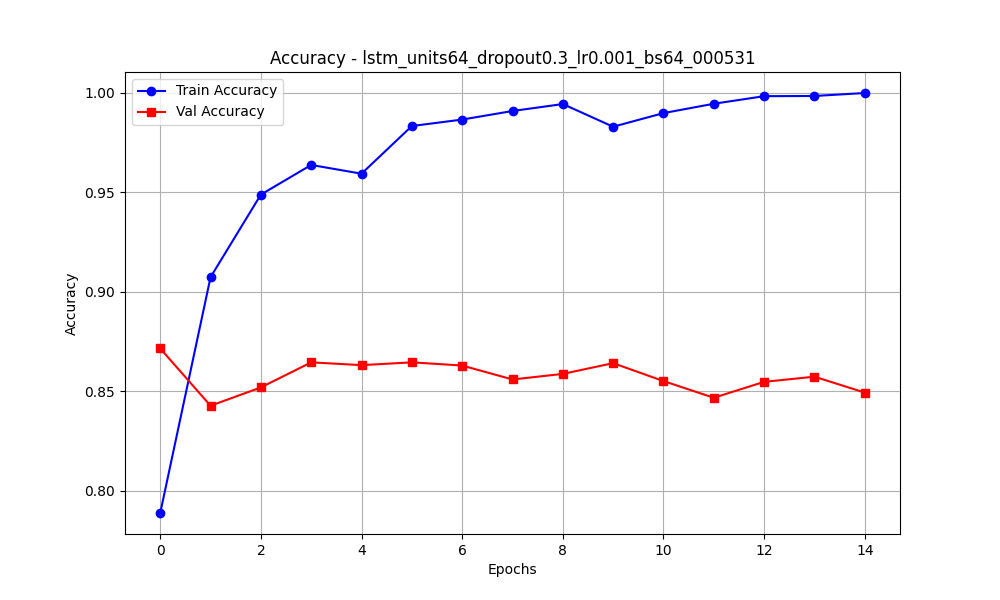 Accuracy - lstm_units64_dropout0.3_lr0.001_bs64_000531
Train Accuracy
Val Accuracy
1.00
0.95
0.90
0.85
0.80
Accuracy
0 2 4 6 8 10 12 14
Epochs